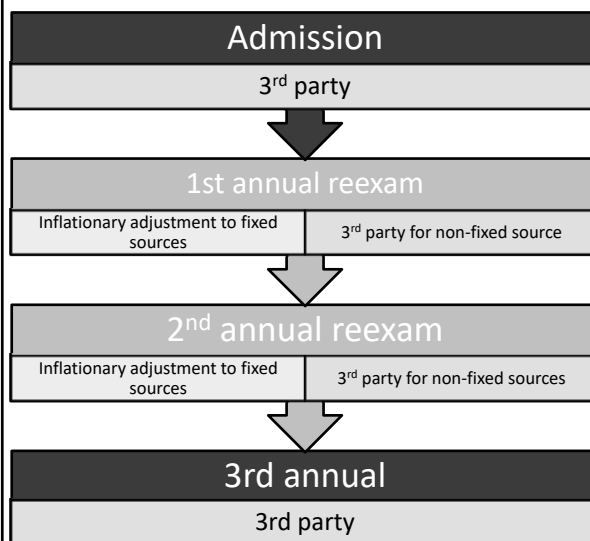 Admission
3rd party
1st annual reexam
Inflationary adjustment to fixed
sources
3rd party for non-fixed source
2nd annual reexam
Inflationary adjustment to fixed
sources
3rd party for non-fixed sources
3rd annual
3rd party